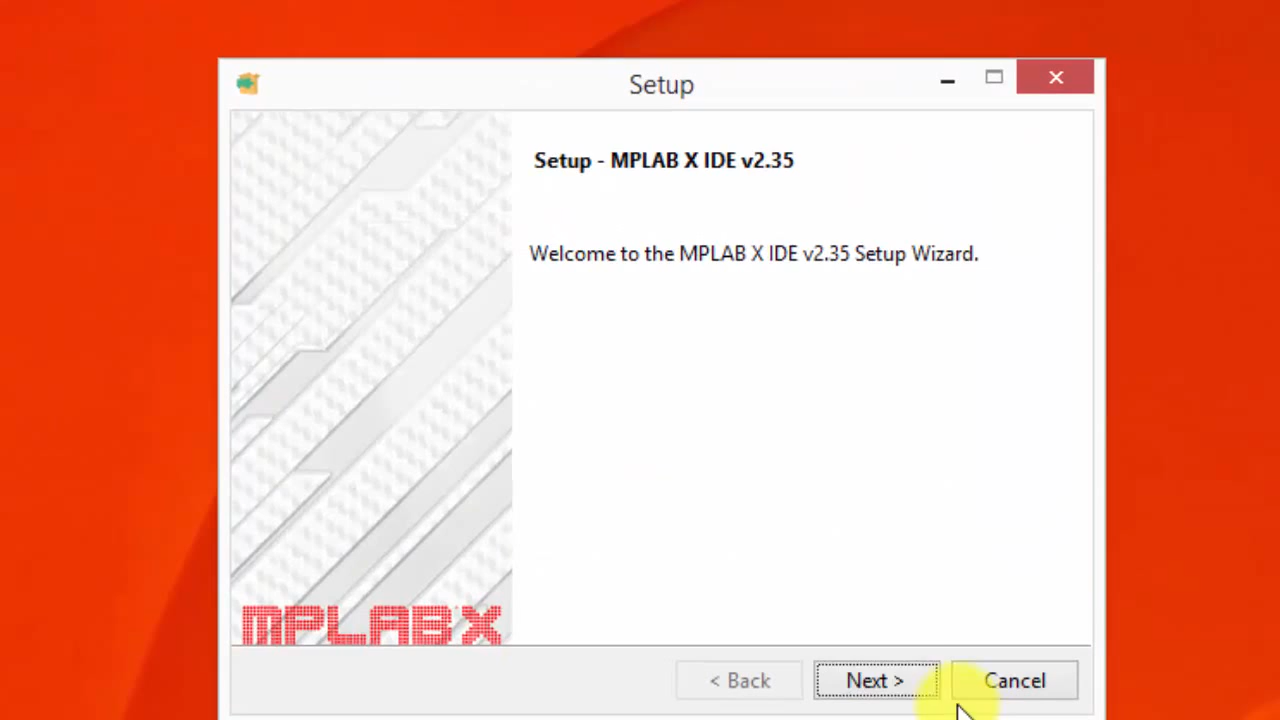 Setup
Setup - MPLAB X IDE v2.35
Welcome to the MPLAB X IDE v2.35 Setup Wizard.
MPLAB X
< Back
Next >
Cancel